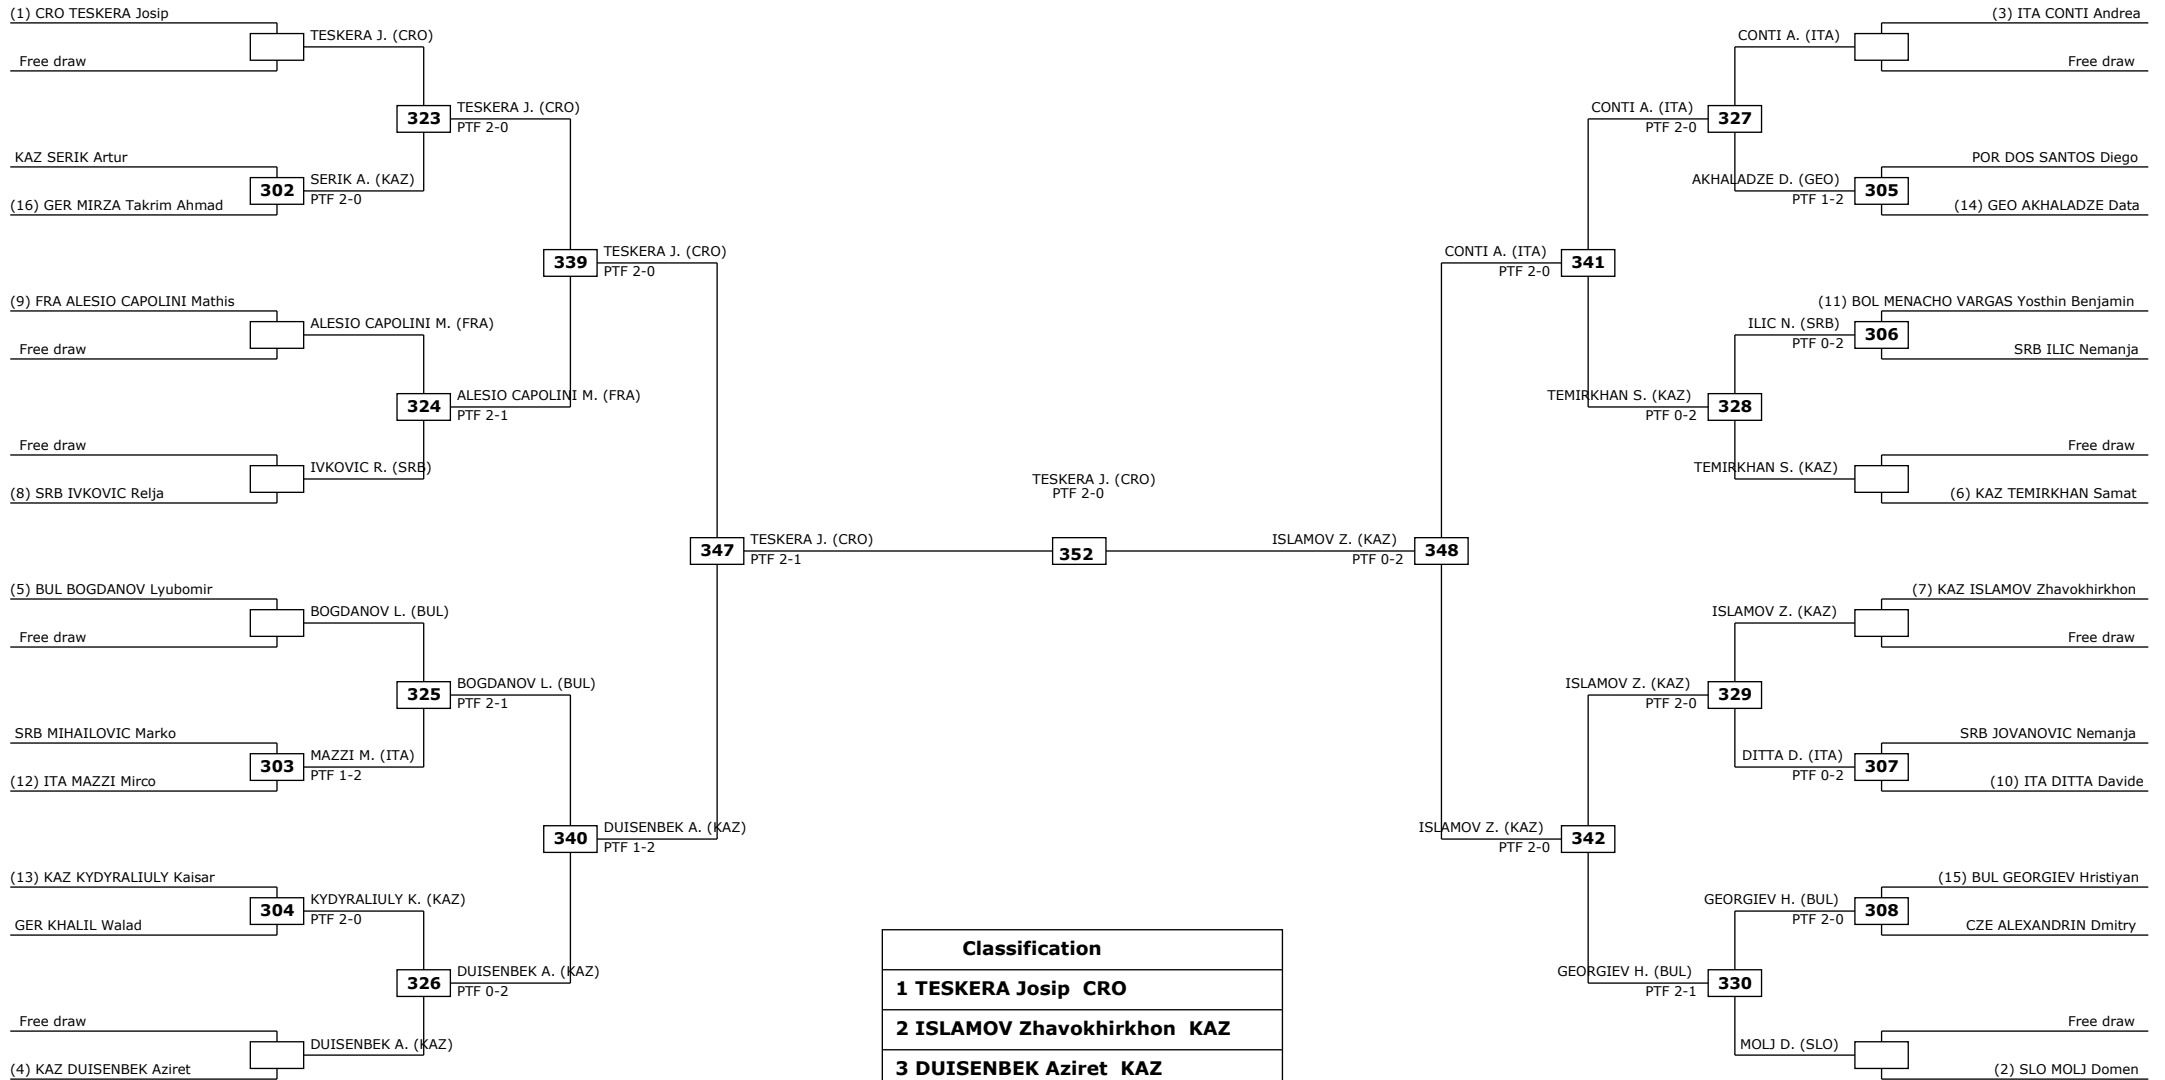 (1) CRO TESKERA Josip
TESKERA J. (CRO)
Free draw
323
TESKERA J. (CRO)
PTF 2-0
KAZ SERIK Artur
302
SERIK A. (KAZ)
PTF 2-0
(16) GER MIRZA Takrim Ahmad
339
TESKERA J. (CRO)
PTF 2-0
(9) FRA ALESIO CAPOLINI Mathis
ALESIO CAPOLINI M. (FRA)
Free draw
324
ALESIO CAPOLINI M. (FRA)
PTF 2-1
Free draw
IVKOVIC R. (SRB)
(8) SRB IVKOVIC Relja
347
TESKERA J. (CRO)
PTF 2-1
(5) BUL BOGDANOV Lyubomir
BOGDANOV L. (BUL)
Free draw
325
BOGDANOV L. (BUL)
PTF 2-1
SRB MIHAILOVIC Marko
303
MAZZI M. (ITA)
PTF 1-2
(12) ITA MAZZI Mirco
340
DUISENBEK A. (KAZ)
PTF 1-2
(13) KAZ KYDYRALIULY Kaisar
304
KYDYRALIULY K. (KAZ)
PTF 2-0
GER KHALIL Walad
326
DUISENBEK A. (KAZ)
PTF 0-2
Free draw
DUISENBEK A. (KAZ)
(4) KAZ DUISENBEK Aziret
TESKERA J. (CRO)
PTF 2-0
352
(3) ITA CONTI Andrea
CONTI A. (ITA)
Free draw
CONTI A. (ITA)
PTF 2-0
327
POR DOS SANTOS Diego
AKHALADZE D. (GEO)
PTF 1-2
305
(14) GEO AKHALADZE Data
CONTI A. (ITA)
PTF 2-0
341
(11) BOL MENACHO VARGAS Yosthin Benjamin
ILIC N. (SRB)
PTF 0-2
306
SRB ILIC Nemanja
TEMIRKHAN S. (KAZ)
PTF 0-2
328
Free draw
TEMIRKHAN S. (KAZ)
(6) KAZ TEMIRKHAN Samat
ISLAMOV Z. (KAZ)
PTF 0-2
348
(7) KAZ ISLAMOV Zhavokhirkhon
ISLAMOV Z. (KAZ)
Free draw
ISLAMOV Z. (KAZ)
PTF 2-0
329
SRB JOVANOVIC Nemanja
DITTA D. (ITA)
PTF 0-2
307
(10) ITA DITTA Davide
ISLAMOV Z. (KAZ)
PTF 2-0
342
(15) BUL GEORGIEV Hristiyan
GEORGIEV H. (BUL)
PTF 2-0
308
CZE ALEXANDRIN Dmitry
GEORGIEV H. (BUL)
PTF 2-1
330
Free draw
MOLJ D. (SLO)
(2) SLO MOLJ Domen
Classification
1 TESKERA Josip CRO
2 ISLAMOV Zhavokhirkhon KAZ
3 DUISENBEK Aziret KAZ